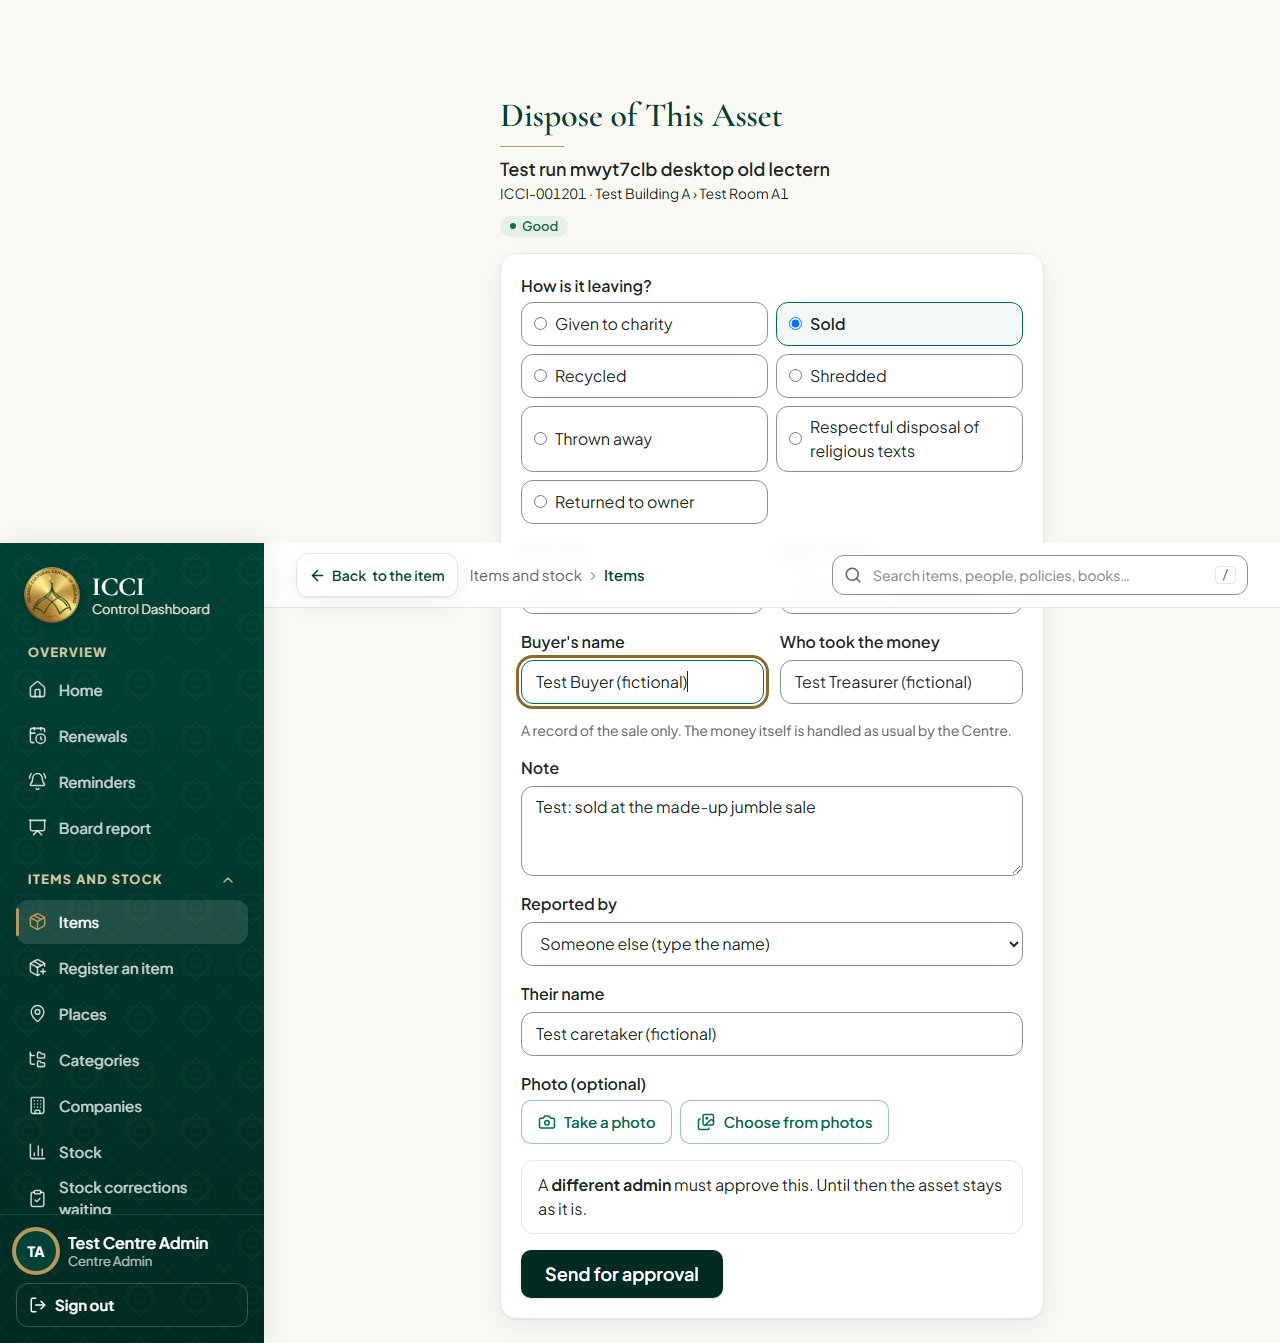 Dispose of This Asset
Test run mwyt7clb desktop old lectern
ICCI-001201 · Test Building A › Test Room A1
Good
How is it leaving?
Given to charity
Sold
Recycled
Shredded
Thrown away
Respectful disposal of
religious texts
Returned to owner
ICCI
Control Dashboard
Back to the item
Items and stock › Items
Search items, people, policies, books...
/
OVERVIEW
Home
Renewals
Reminders
Board report
ITEMS AND STOCK
Items
Register an item
Places
Categories
Companies
Stock
Stock corrections
waiting
TA
Test Centre Admin
Centre Admin
Sign out
Buyer's name
Who took the money
Test Buyer (fictional)
Test Treasurer (fictional)
A record of the sale only. The money itself is handled as usual by the Centre.
Note
Test: sold at the made-up jumble sale
Reported by
Someone else (type the name)
Their name
Test caretaker (fictional)
Photo (optional)
Take a photo
Choose from photos
A different admin must approve this. Until then the asset stays
as it is.
Send for approval